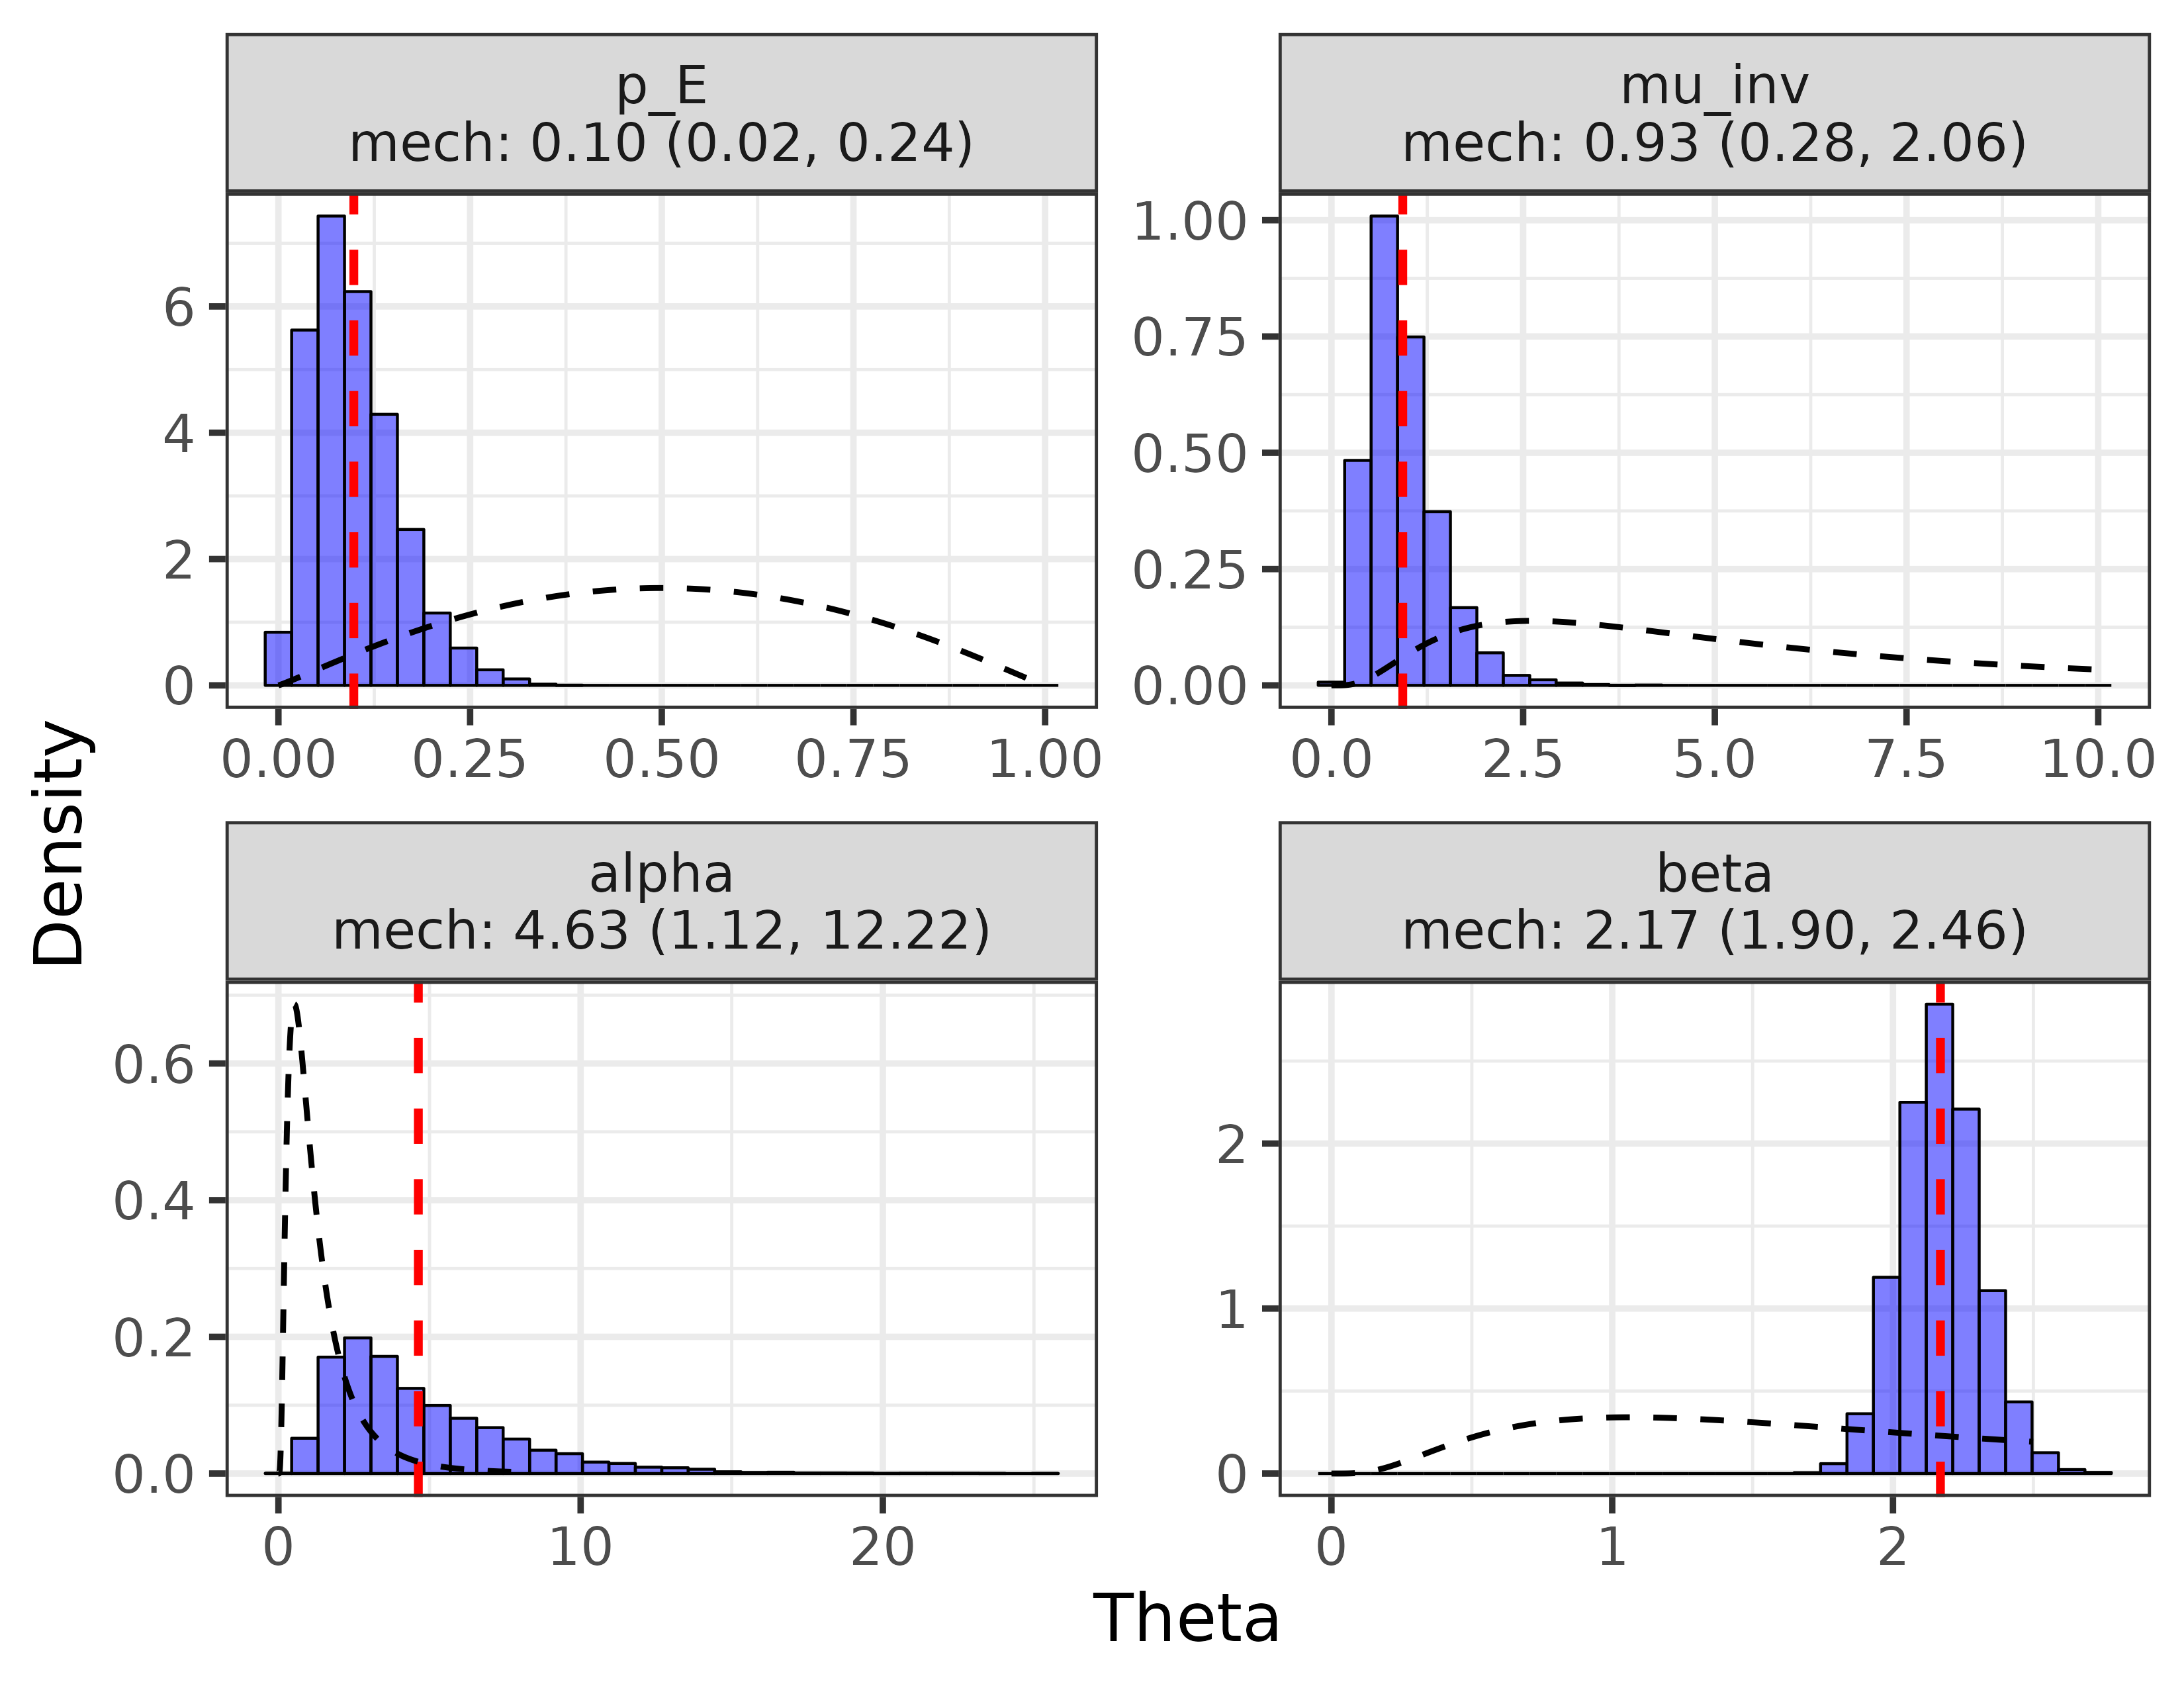 p_E
mech: 0.10 (0.02, 0.24)
mu_inv
mech: 0.93 (0.28, 2.06)
6
4
2
0
0.00 0.25 0.50 0.75 1.00
1.00
0.75
0.50
0.25
0.00
0.0 2.5 5.0 7.5 10.0
Density
alpha
mech: 4.63 (1.12, 12.22)
beta
mech: 2.17 (1.90, 2.46)
0.6
0.4
0.2
0.0
0 10 20
2
1
0
0 1 2
Theta